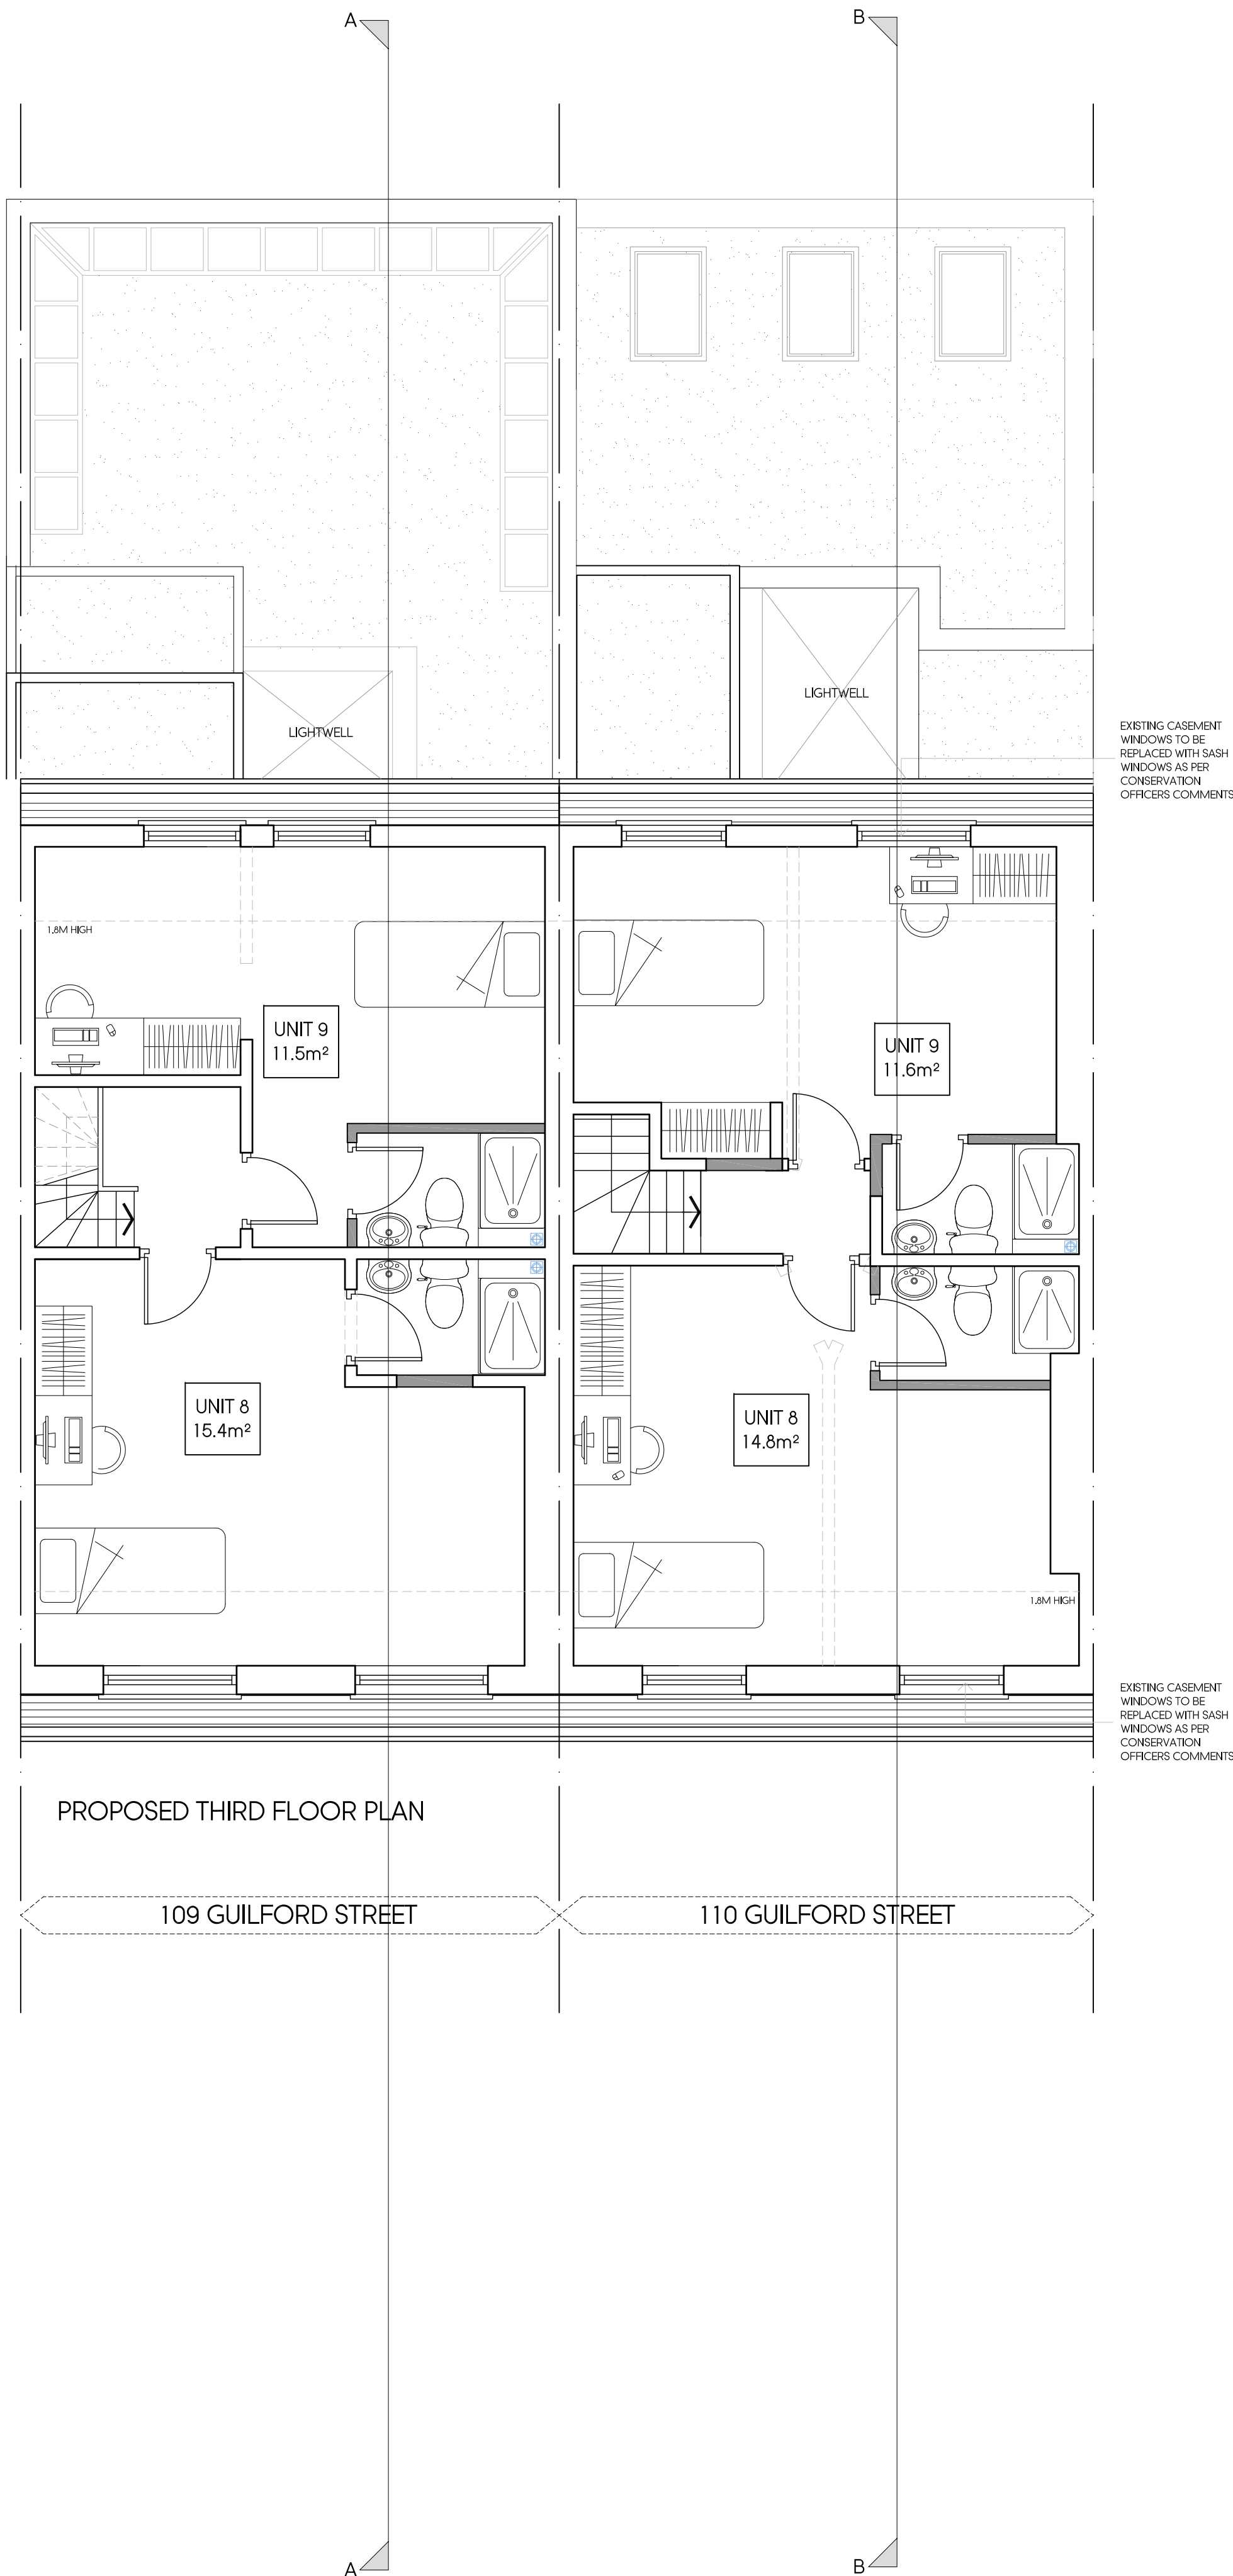 A
B
LIGHTWELL
LIGHTWELL
EXISTING CASEMENT
WINDOWS TO BE
REPLACED WITH SASH
WINDOWS AS PER
CONSERVATION
OFFICERS COMMENTS
1.8M HIGH
UNIT 9
11.5m²
UNIT 9
11.6m²
UNIT 8
15.4m²
UNIT 8
14.8m²
1.8M HIGH
EXISTING CASEMENT
WINDOWS TO BE
REPLACED WITH SASH
WINDOWS AS PER
CONSERVATION
OFFICERS COMMENTS
PROPOSED THIRD FLOOR PLAN
109 GUILFORD STREET
110 GUILFORD STREET
A
B